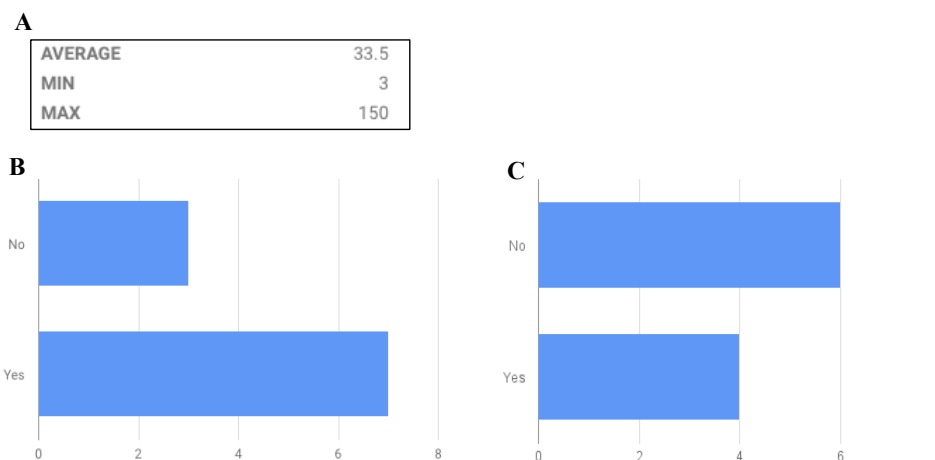 A
AVERAGE 33.5
MIN 3
MAX 150
B
No
Yes
0 2 4 6 8
C
No
Yes
0 2 4 6